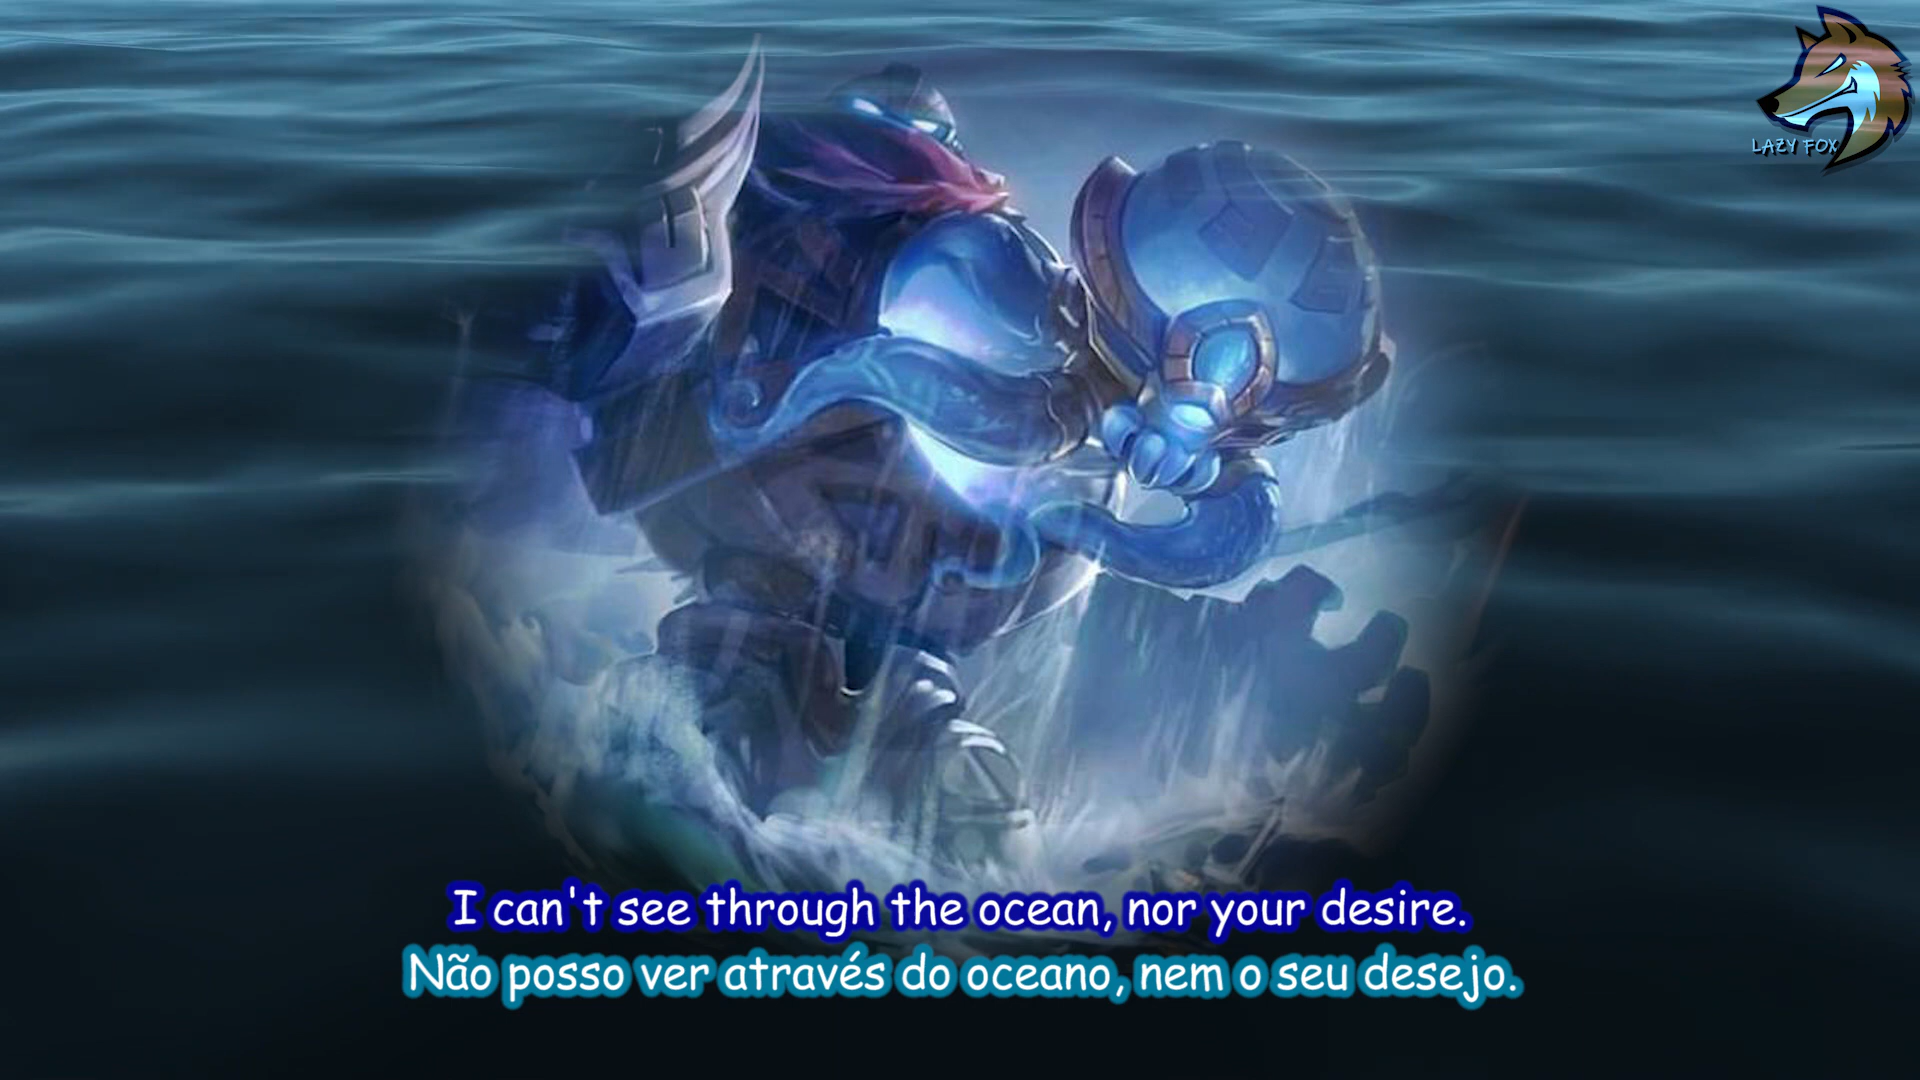 LAZY FOX
I can't see through the ocean, nor your desire.
Não posso ver através do oceano, nem o seu desejo.